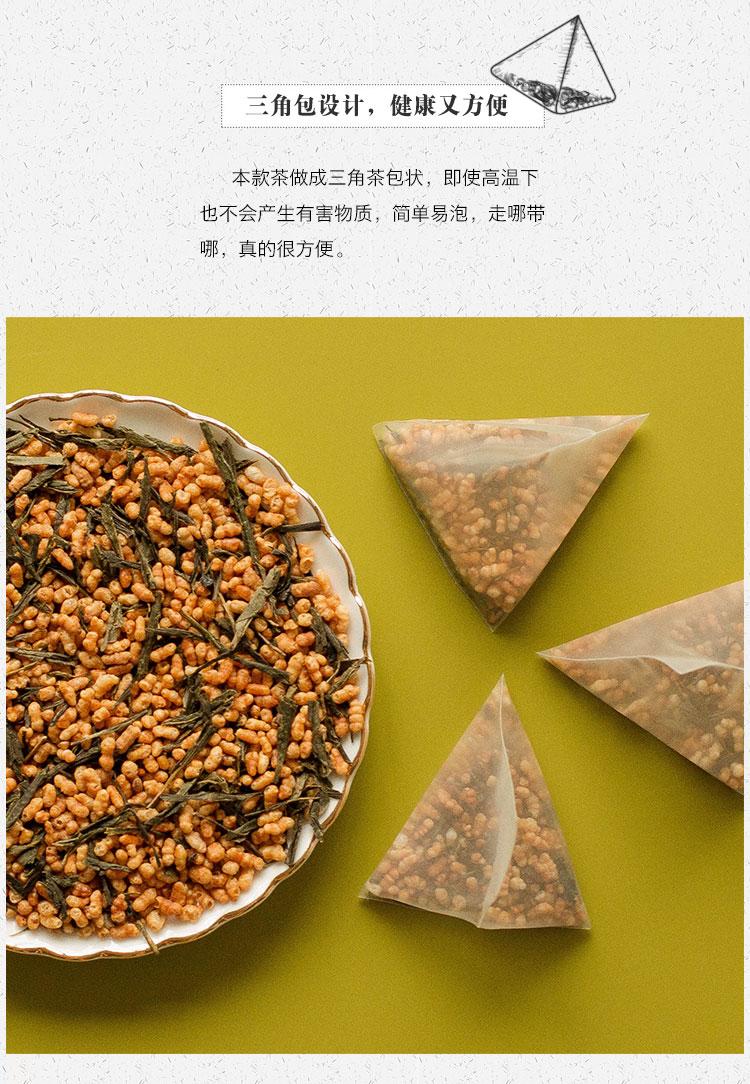 三角包设计，健康又方便
本款茶做成三角茶包状，即使高温下
也不会产生有害物质，简单易泡，走哪带
哪，真的很方便。